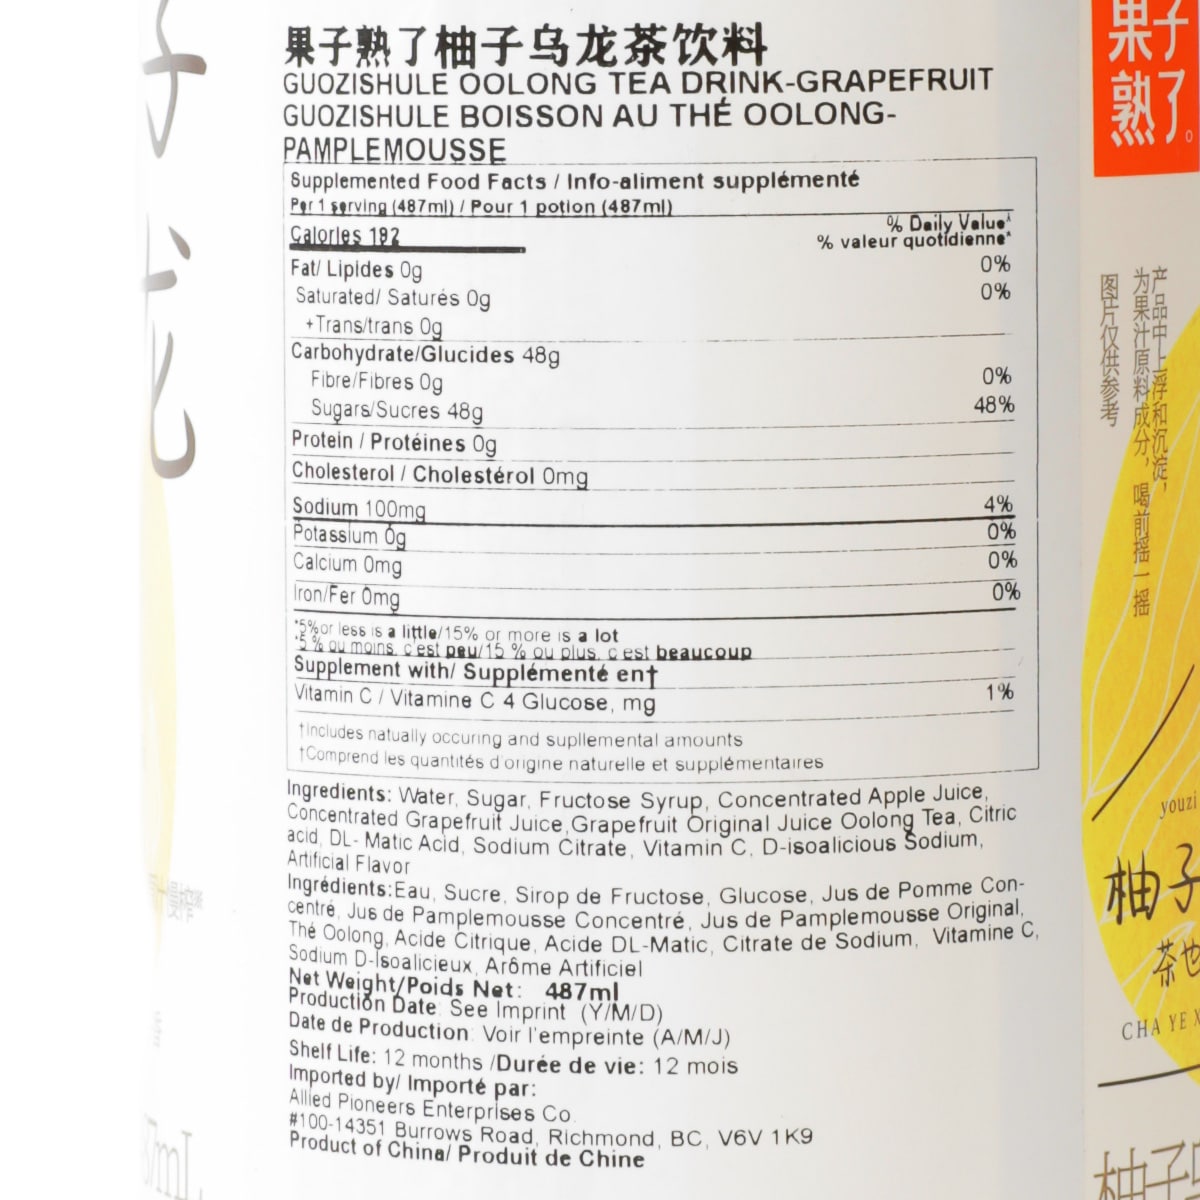 果子熟了柚子乌龙茶饮料
GUOZISHULE OOLONG TEA DRINK-GRAPEFRUIT
GUOZISHULE BOISSON AU THÉ OOLONG-
PAMPLEMOUSSE
Supplemented Food Facts / Info-aliment supplémenté
Per 1 serving (487ml) / Pour 1 potion (487ml)
% Daily Value*
Calories 192
% valeur quotidienne*
Fat/ Lipides 0g 0%
Saturated/ Saturés 0g 0%
+Trans/trans 0g
Carbohydrate/Glucides 48g
Fibre/Fibres 0g 0%
Sugars/Sucres 48g 48%
Protein / Protéines 0g
Cholesterol / Cholestérol 0mg
Sodium 100mg 4%
Potassium 0g 0%
Calcium 0mg 0%
Iron/Fer 0mg 0%
*5%or less is a little/15% or more is a lot
*5 % ou moins, c'est peu/15 % ou plus, c est beaucoup
Supplement with/ Supplémenté en†
Vitamin C / Vitamine C 4 Glucose, mg 1%
†Includes natually occuring and supllemental amounts
†Comprend les quantités d'origine naturelle et supplémentaires
Ingredients: Water, Sugar, Fructose Syrup, Concentrated Apple Juice,
Concentrated Grapefruit Juice,Grapefruit Original Juice Oolong Tea, Citric
acid, DL- Matic Acid, Sodium Citrate, Vitamin C, D-isoalicious Sodium,
Artificial Flavor
Ingrédients:Eau, Sucre, Sirop de Fructose, Glucose, Jus de Pomme Con-
centré, Jus de Pamplemousse Concentré, Jus de Pamplemousse Original,
Thé Oolong, Acide Citrique, Acide DL-Matic, Citrate de Sodium, Vitamine C,
Sodium D-Isoalicieux, Arôme Artificiel
Net Weight/Poids Net: 487ml
Production Date: See Imprint (Y/M/D)
Date de Production: Voir l'empreinte (A/M/J)
Shelf Life: 12 months /Durée de vie: 12 mois
Imported by/ Importé par:
Allied Pioneers Enterprises Co.
#100-14351 Burrows Road, Richmond, BC, V6V 1K9
Product of China/ Produit de Chine
果子
熟了。
产品中上浮和沉淀，
为果汁原料成分，喝前摇一摇
图片仅供参考
youzi
柚子
茶也
CHA YE X
柚子
子
龙
慢榨
7mL